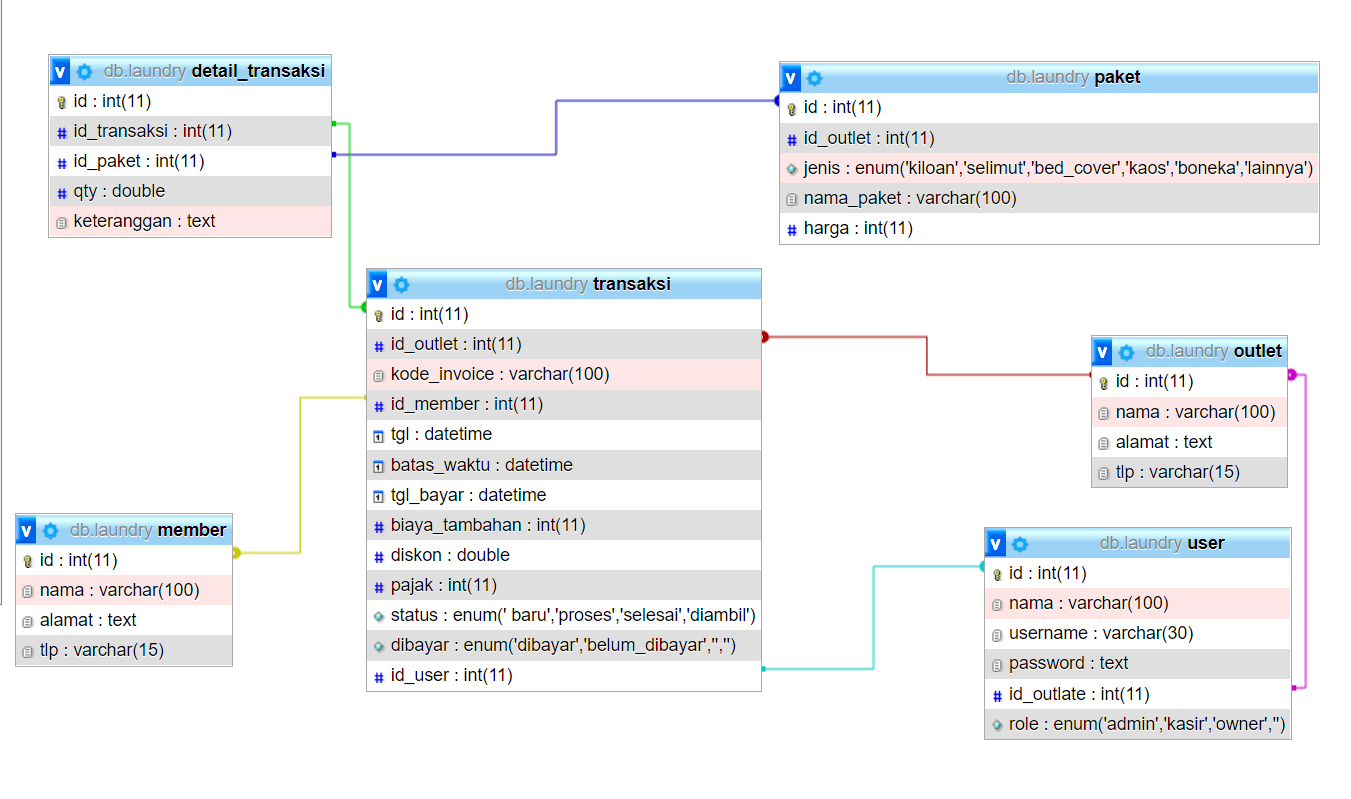 db.laundry detail_transaksi
id : int(11)
id_transaksi : int(11)
id_paket : int(11)
qty : double
keteranggan : text
db.laundry paket
id : int(11)
id_outlet : int(11)
jenis : enum('kiloan','selimut','bed_cover','kaos','boneka','lainnya')
nama_paket : varchar(100)
harga : int(11)
db.laundry transaksi
id : int(11)
id_outlet : int(11)
kode_invoice : varchar(100)
id_member : int(11)
tgl : datetime
batas_waktu : datetime
tgl_bayar : datetime
biaya_tambahan : int(11)
diskon : double
pajak : int(11)
status : enum(' baru','proses','selesai','diambil')
dibayar : enum('dibayar','belum_dibayar','','')
id_user : int(11)
db.laundry outlet
id : int(11)
nama : varchar(100)
alamat : text
tlp : varchar(15)
db.laundry member
id : int(11)
nama : varchar(100)
alamat : text
tlp : varchar(15)
db.laundry user
id : int(11)
nama : varchar(100)
username : varchar(30)
password : text
id_outlate : int(11)
role : enum('admin','kasir','owner','')